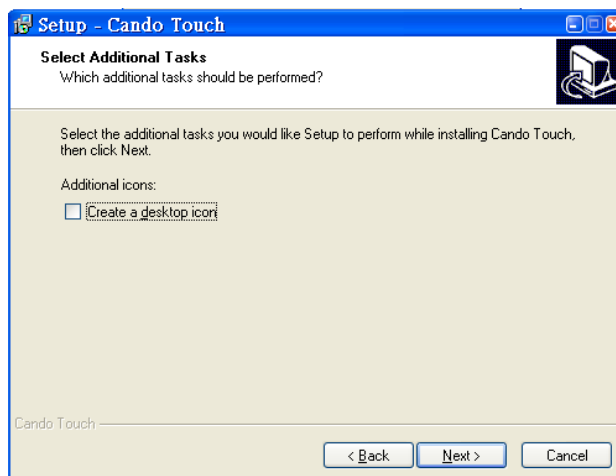 Setup - Cando Touch
Select Additional Tasks
Which additional tasks should be performed?
Select the additional tasks you would like Setup to perform while installing Cando Touch,
then click Next.
Additional icons:
Create a desktop icon
Cando Touch
< Back
Next >
Cancel